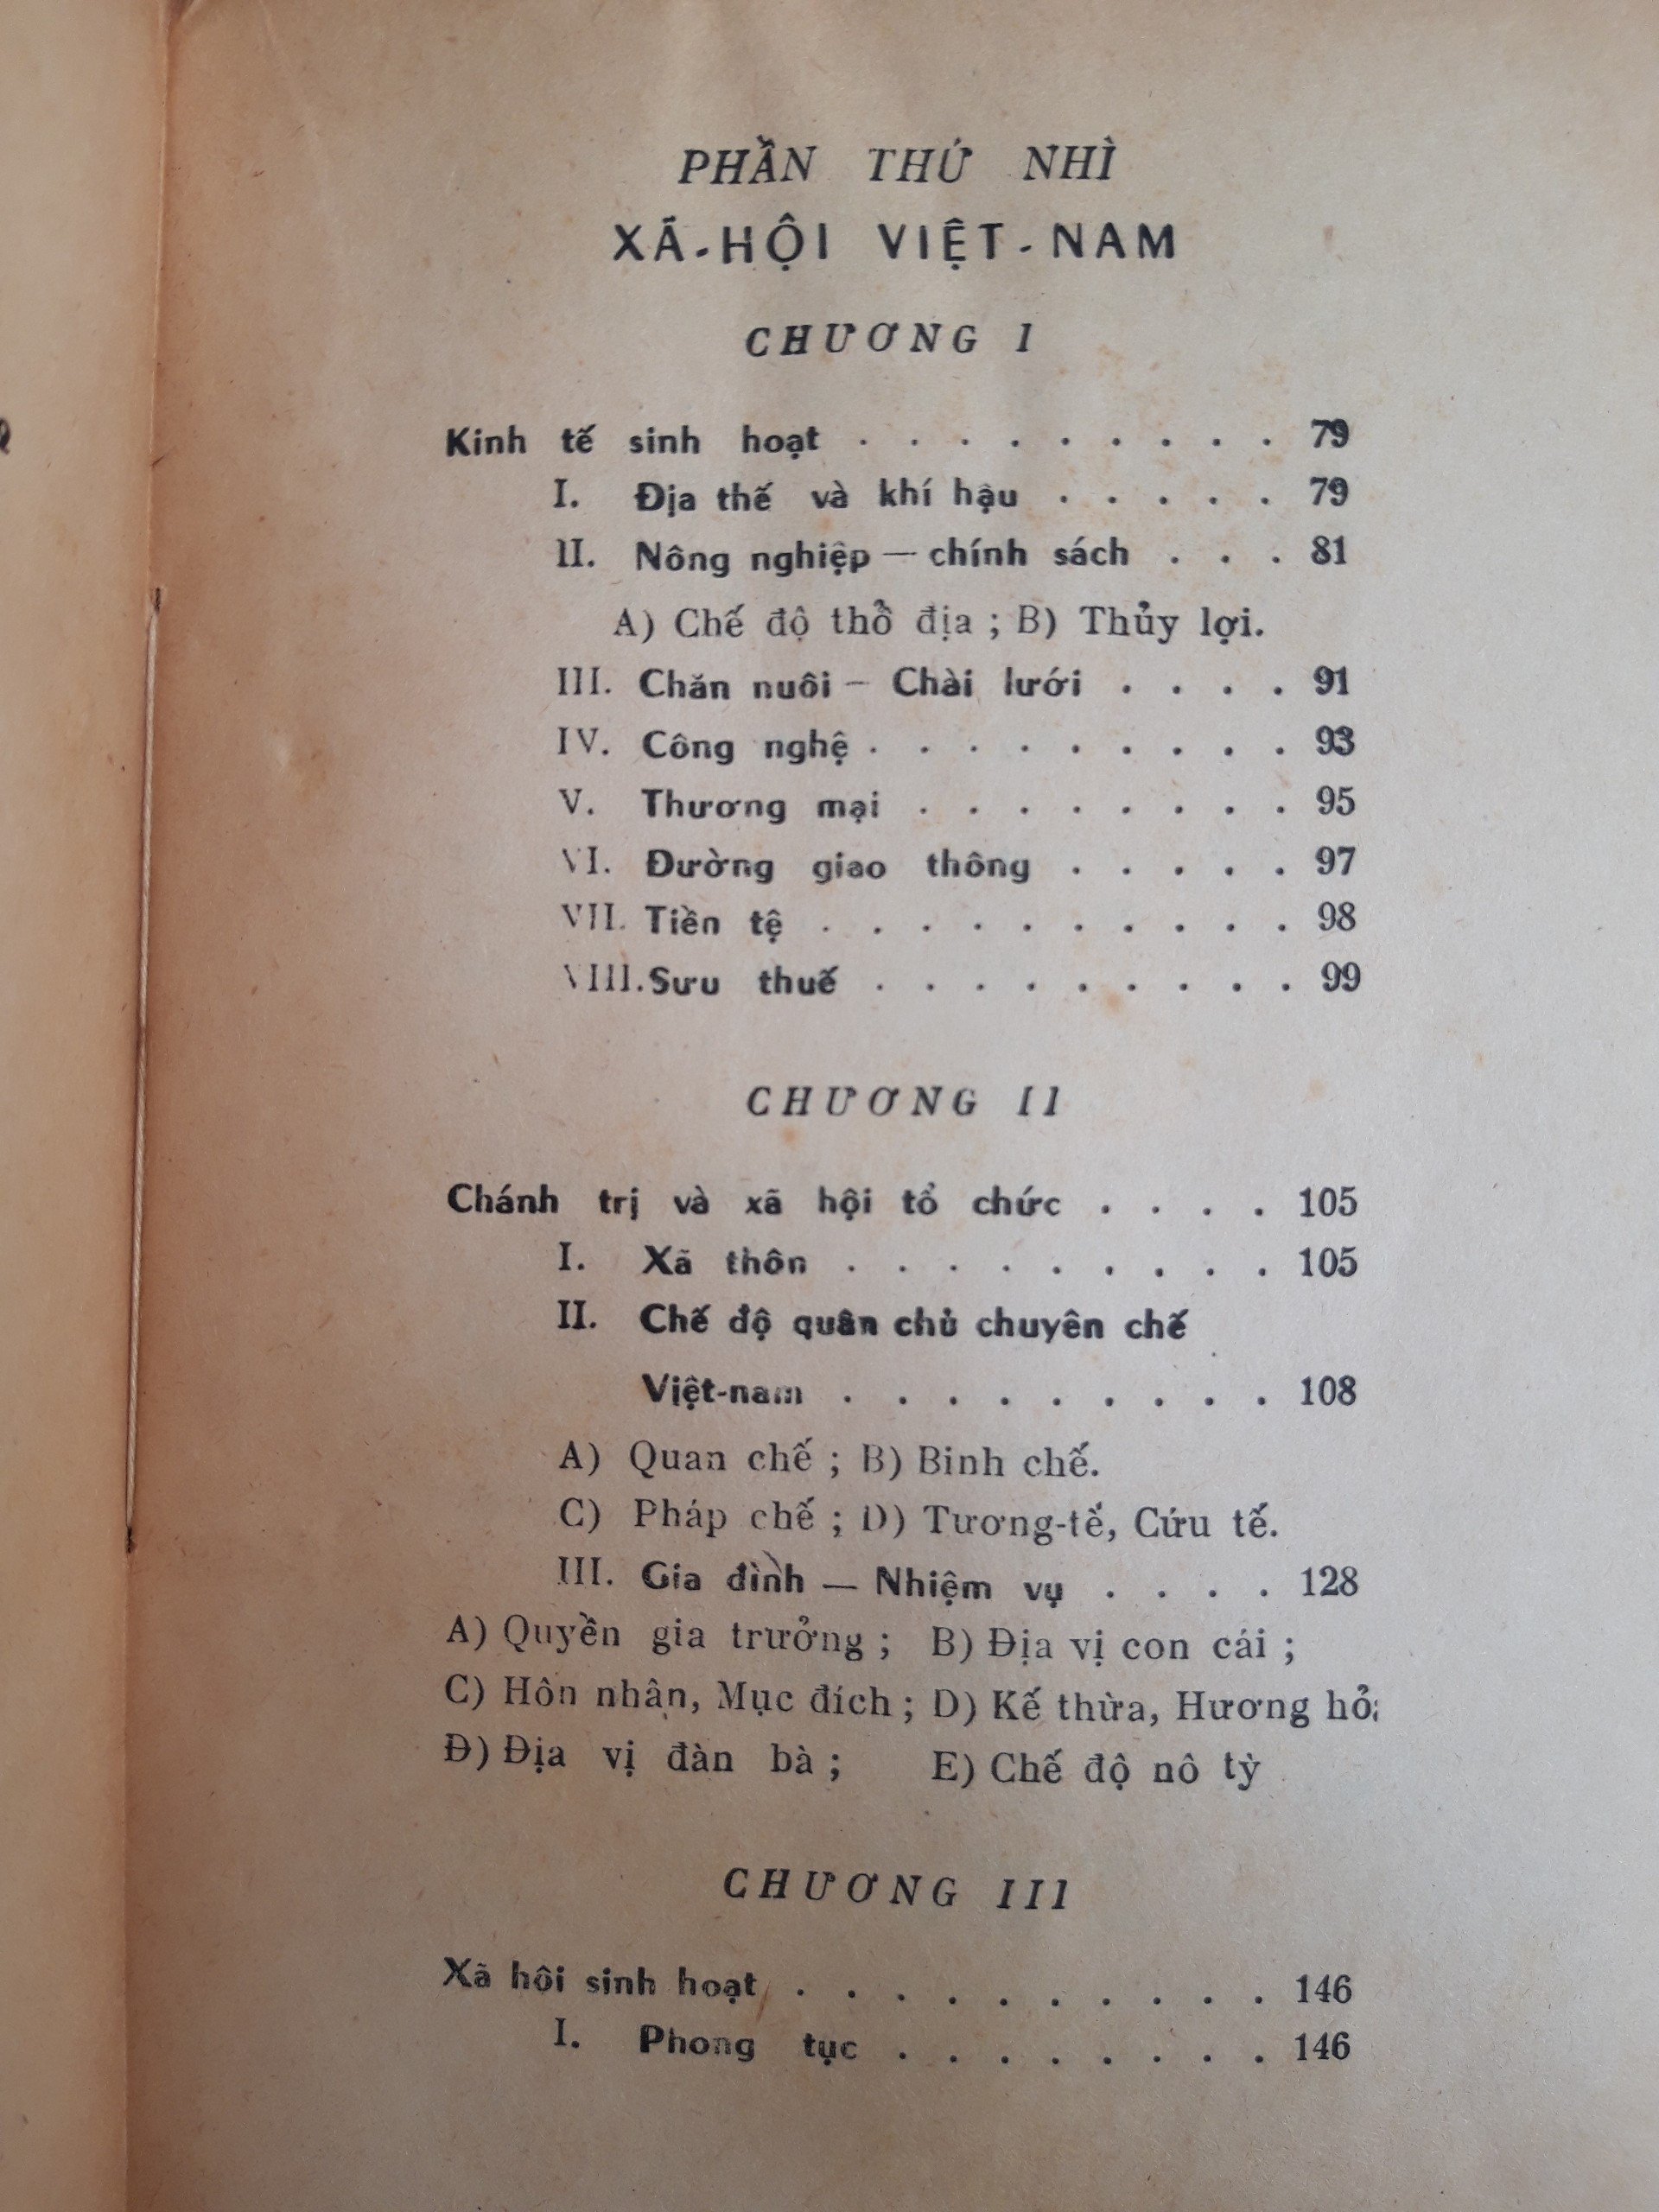 PHẦN THỨ NHÌ
XÃ-HỘI VIỆT-NAM
CHƯƠNG I
Kinh tế sinh hoạt . . . . . . . . . 79
I. Địa thế và khí hậu . . . . . 79
II. Nông nghiệp — chính sách . . . 81
A) Chế độ thổ địa ; B) Thủy lợi.
III. Chăn nuôi – Chài lưới . . . . 91
IV. Công nghệ . . . . . . . . . 93
V. Thương mại . . . . . . . . 95
VI. Đường giao thông . . . . . 97
VII. Tiền tệ . . . . . . . . . . 98
VIII. Sưu thuế . . . . . . . . . 99
CHƯƠNG II
Chánh trị và xã hội tổ chức . . . . 105
I. Xã thôn . . . . . . . . . 105
II. Chế độ quân chủ chuyên chế
Việt-nam . . . . . . . . . 108
A) Quan chế ; B) Binh chế.
C) Pháp chế ; D) Tương-tế, Cứu tế.
III. Gia đình — Nhiệm vụ . . . . 128
A) Quyền gia trưởng ; B) Địa vị con cái ;
C) Hôn nhân, Mục đích ; D) Kế thừa, Hương hỏa
Đ) Địa vị đàn bà ; E) Chế độ nô tỳ
CHƯƠNG III
Xã hôi sinh hoạt . . . . . . . . . . 146
I. Phong tục . . . . . . . . 146